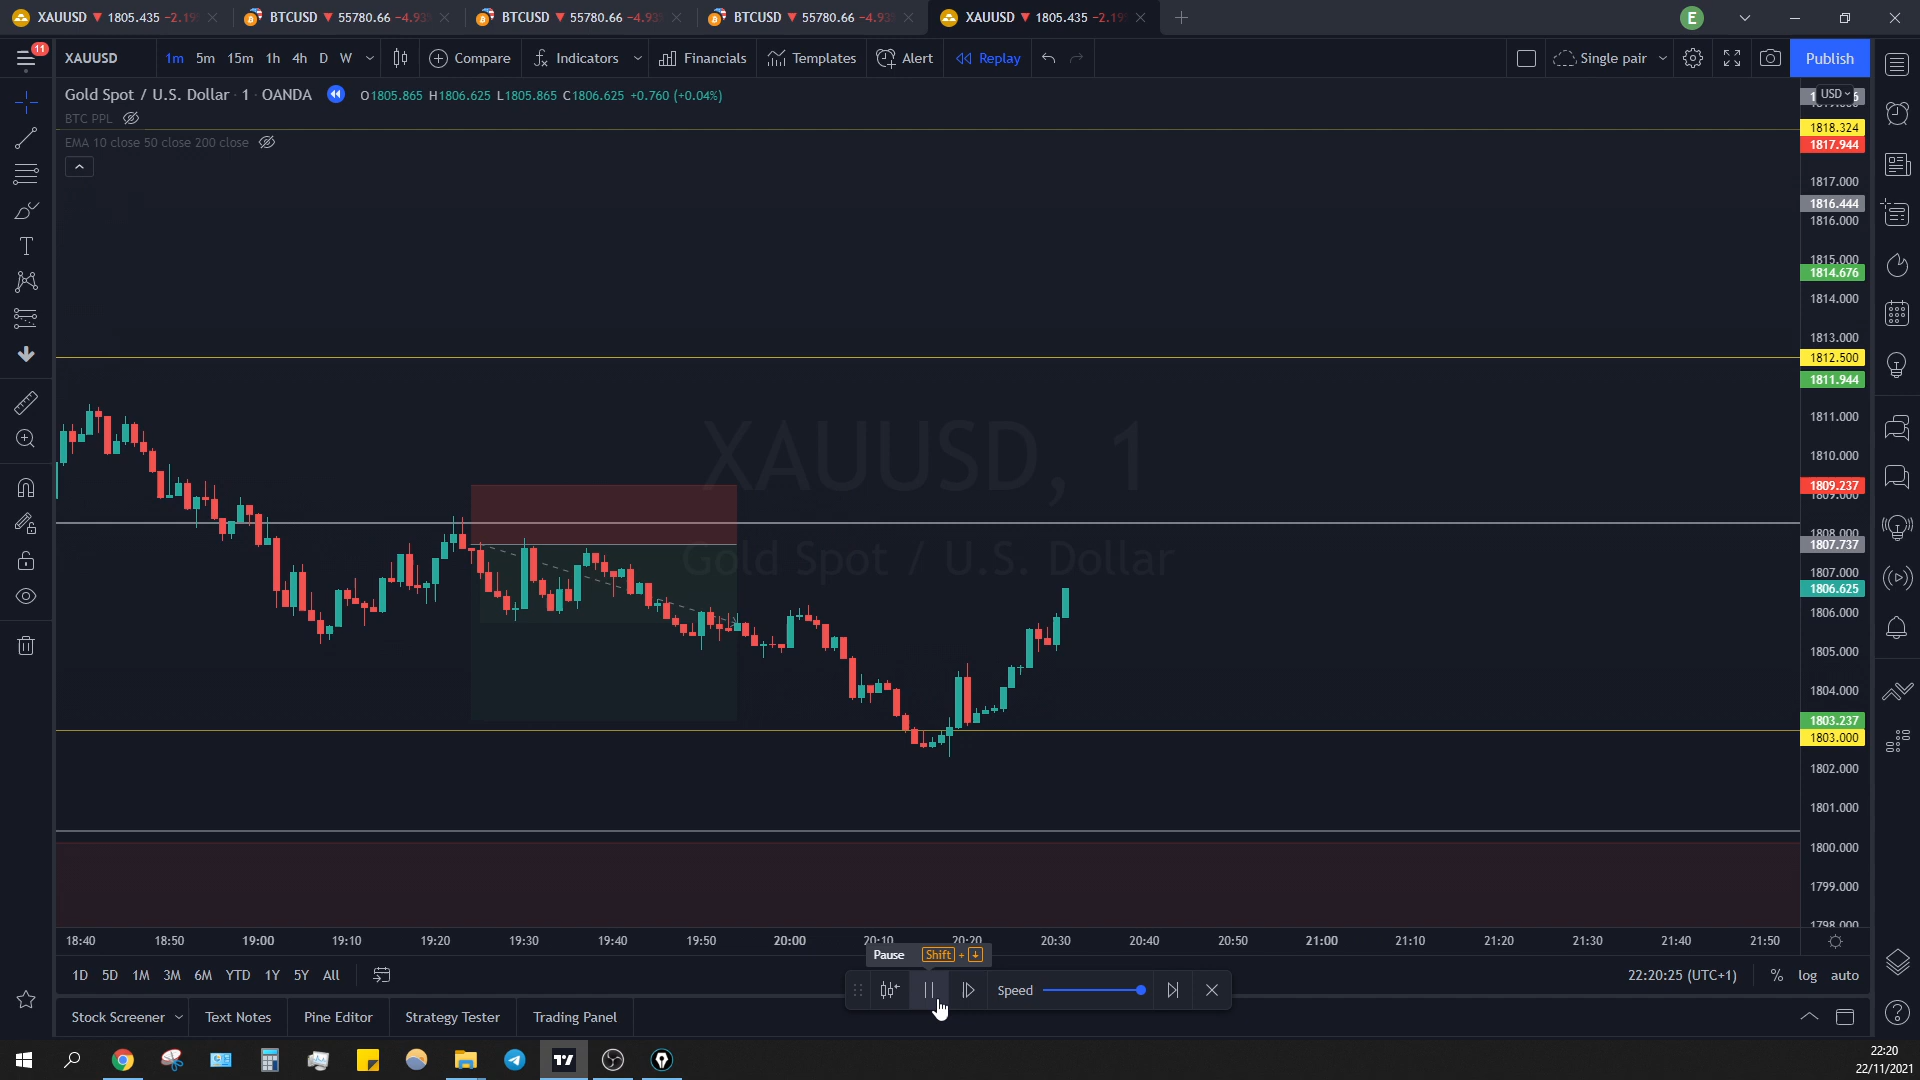 XAUUSD ▼ 1805.435 −2.19
BTCUSD ▼ 55780.66 −4.93
BTCUSD ▼ 55780.66 −4.93
BTCUSD ▼ 55780.66 −4.93
XAUUSD ▼ 1805.435 −2.19
E
11
XAUUSD
1m 5m 15m 1h 4h D W
Compare
Indicators
Financials
Templates
Alert
Replay
Single pair
Publish
Gold Spot / U.S. Dollar · 1 · OANDA
O1805.865 H1806.625 L1805.865 C1806.625 +0.760 (+0.04%)
BTC PPL
EMA 10 close 50 close 200 close
XAUUSD, 1
Gold Spot / U.S. Dollar
USD
1818.324
1817.944
1817.000
1816.444
1816.000
1815.000
1814.676
1814.000
1813.000
1812.500
1811.944
1811.000
1810.000
1809.237
1809.000
1808.000
1807.737
1807.000
1806.625
1806.000
1805.000
1804.000
1803.237
1803.000
1802.000
1801.000
1800.000
1799.000
1798.000
18:40 18:50 19:00 19:10 19:20 19:30 19:40 19:50 20:00 20:10 20:20 20:30 20:40 20:50 21:00 21:10 21:20 21:30 21:40 21:50
Pause Shift + ↓
1D 5D 1M 3M 6M YTD 1Y 5Y All
Speed
22:20:25 (UTC+1) % log auto
Stock Screener Text Notes Pine Editor Strategy Tester Trading Panel
22:20
22/11/2021